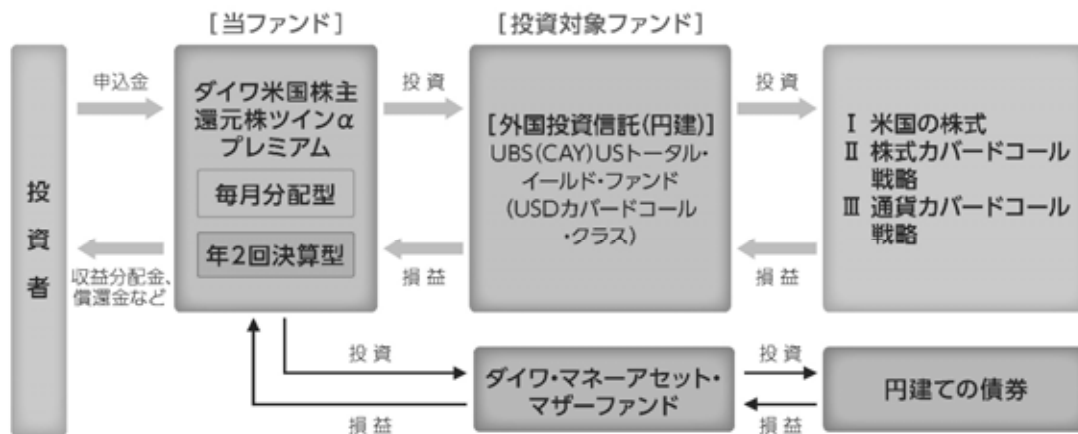 [当ファンド]
[投資対象ファンド]
投資者
申込金
収益分配金、
償還金など
ダイワ米国株主
還元株ツインα
プレミアム
毎月分配型
年2回決算型
投資
損益
[外国投資信託(円建)]
UBS(CAY)USトータル・
イールド・ファンド
(USDカバードコール
・クラス)
投資
損益
Ⅰ 米国の株式
Ⅱ 株式カバードコール
戦略
Ⅲ 通貨カバードコール
戦略
投資
損益
ダイワ・マネーアセット・
マザーファンド
投資
損益
円建ての債券